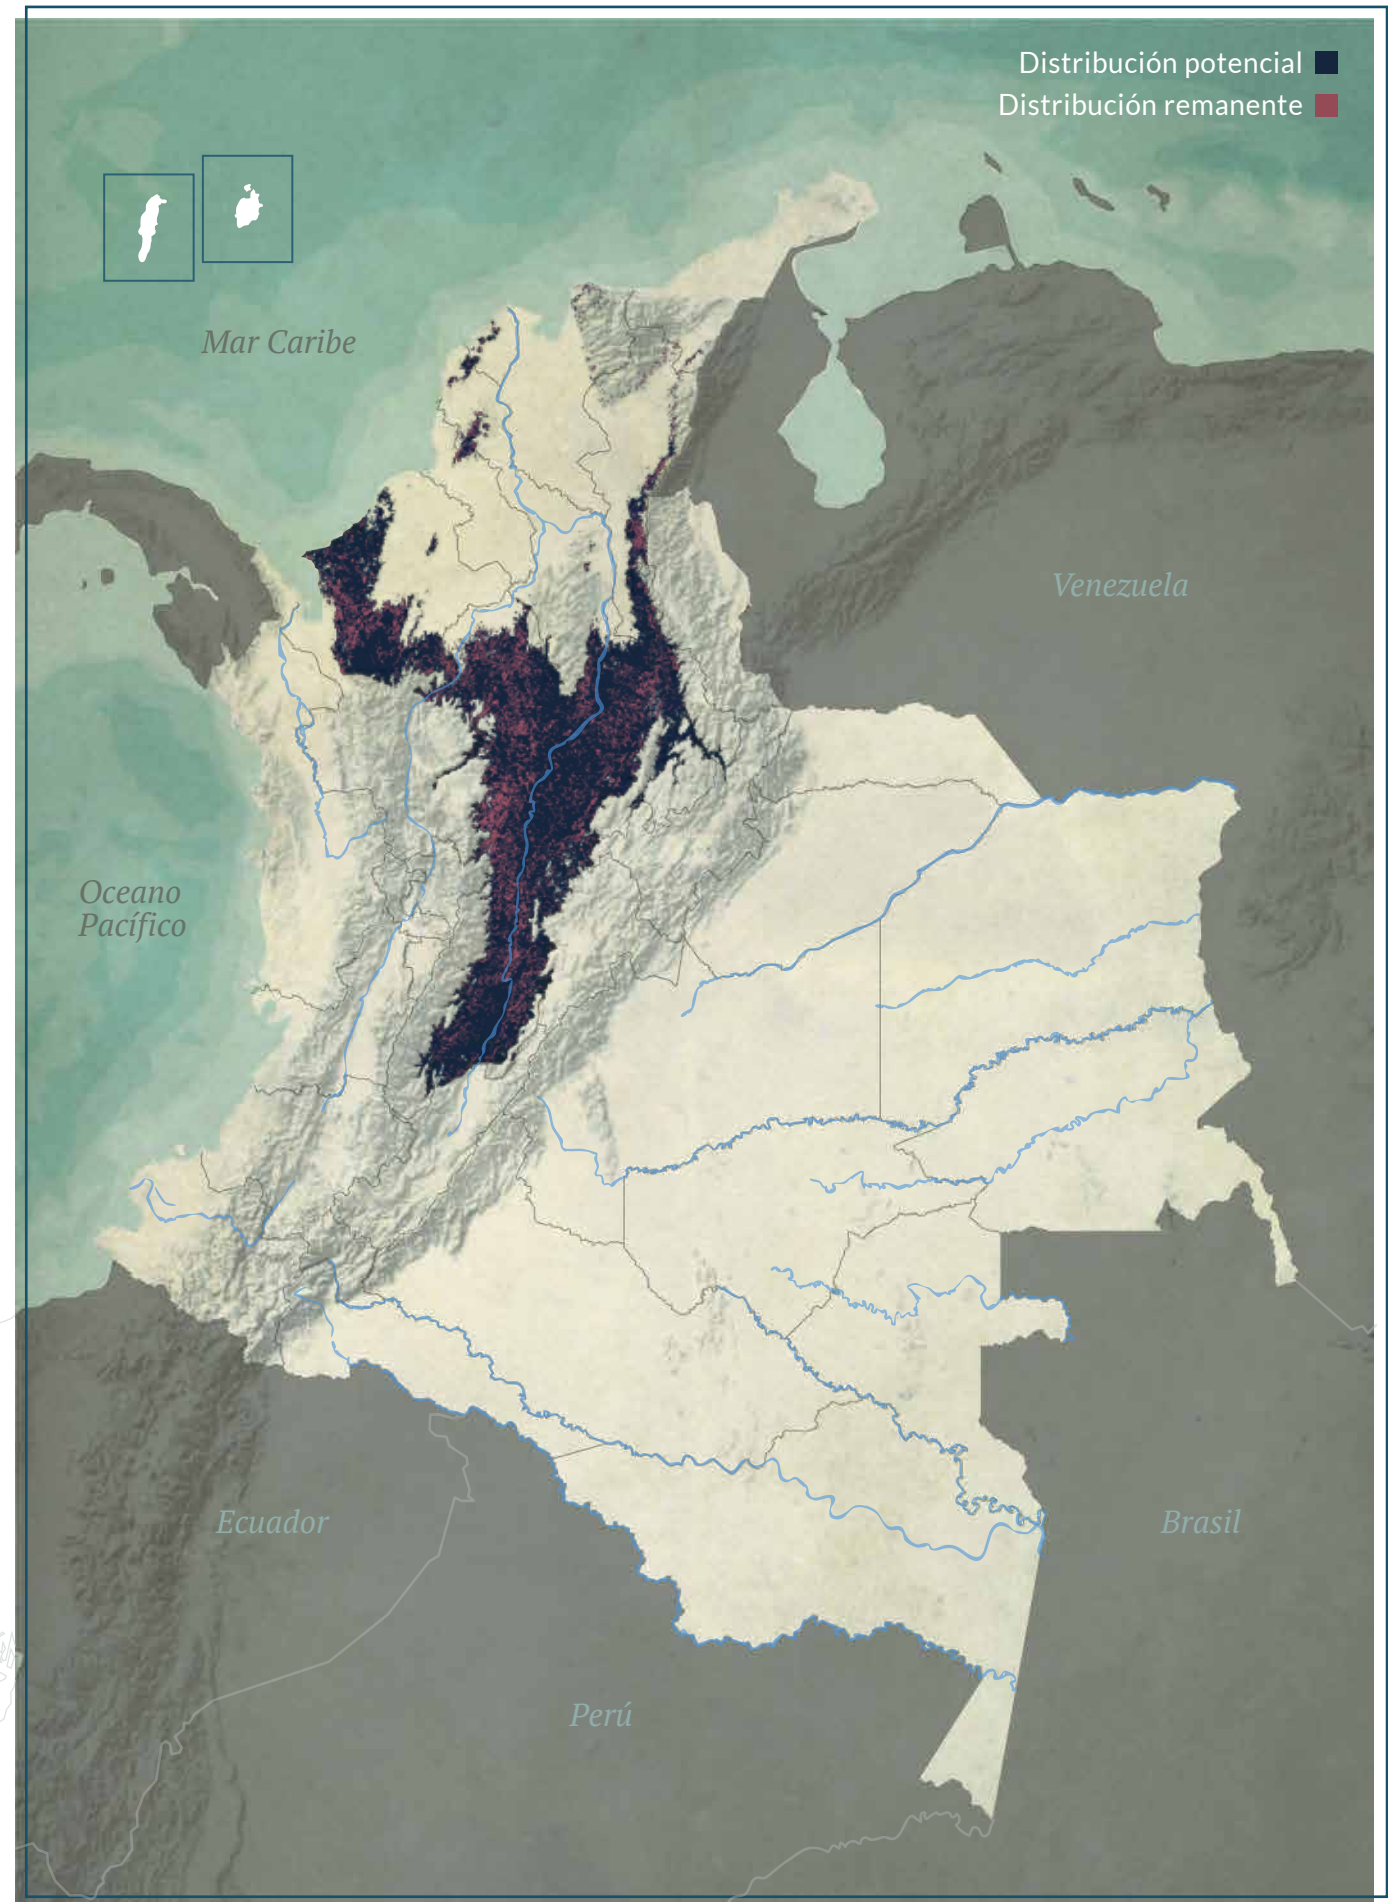 Distribución potencial
Distribución remanente
Mar Caribe
Venezuela
Oceano
Pacífico
Ecuador
Brasil
Perú